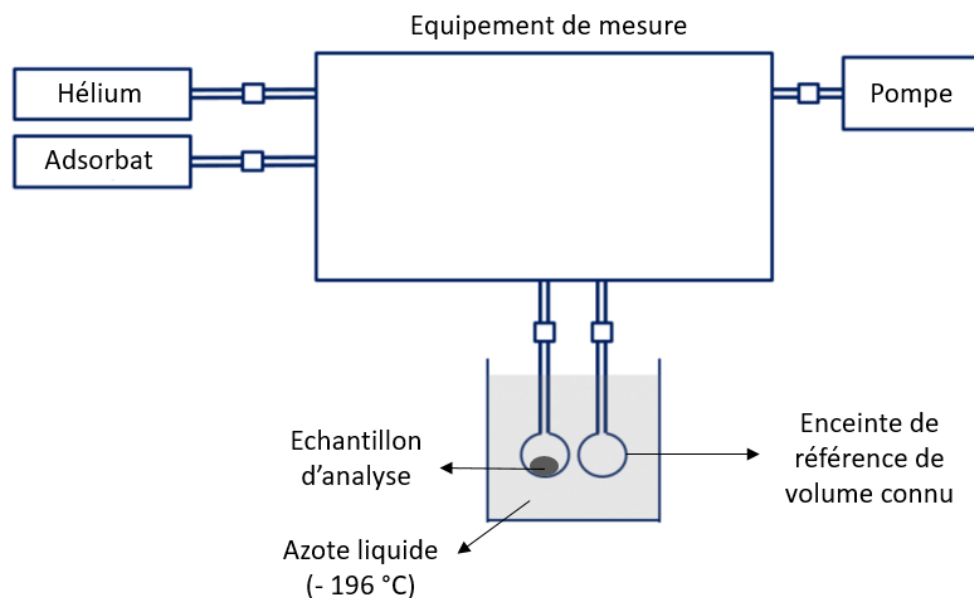 Equipement de mesure
Hélium
Pompe
Adsorbat
Echantillon
d'analyse
Enceinte de
référence de
volume connu
Azote liquide
(- 196 °C)